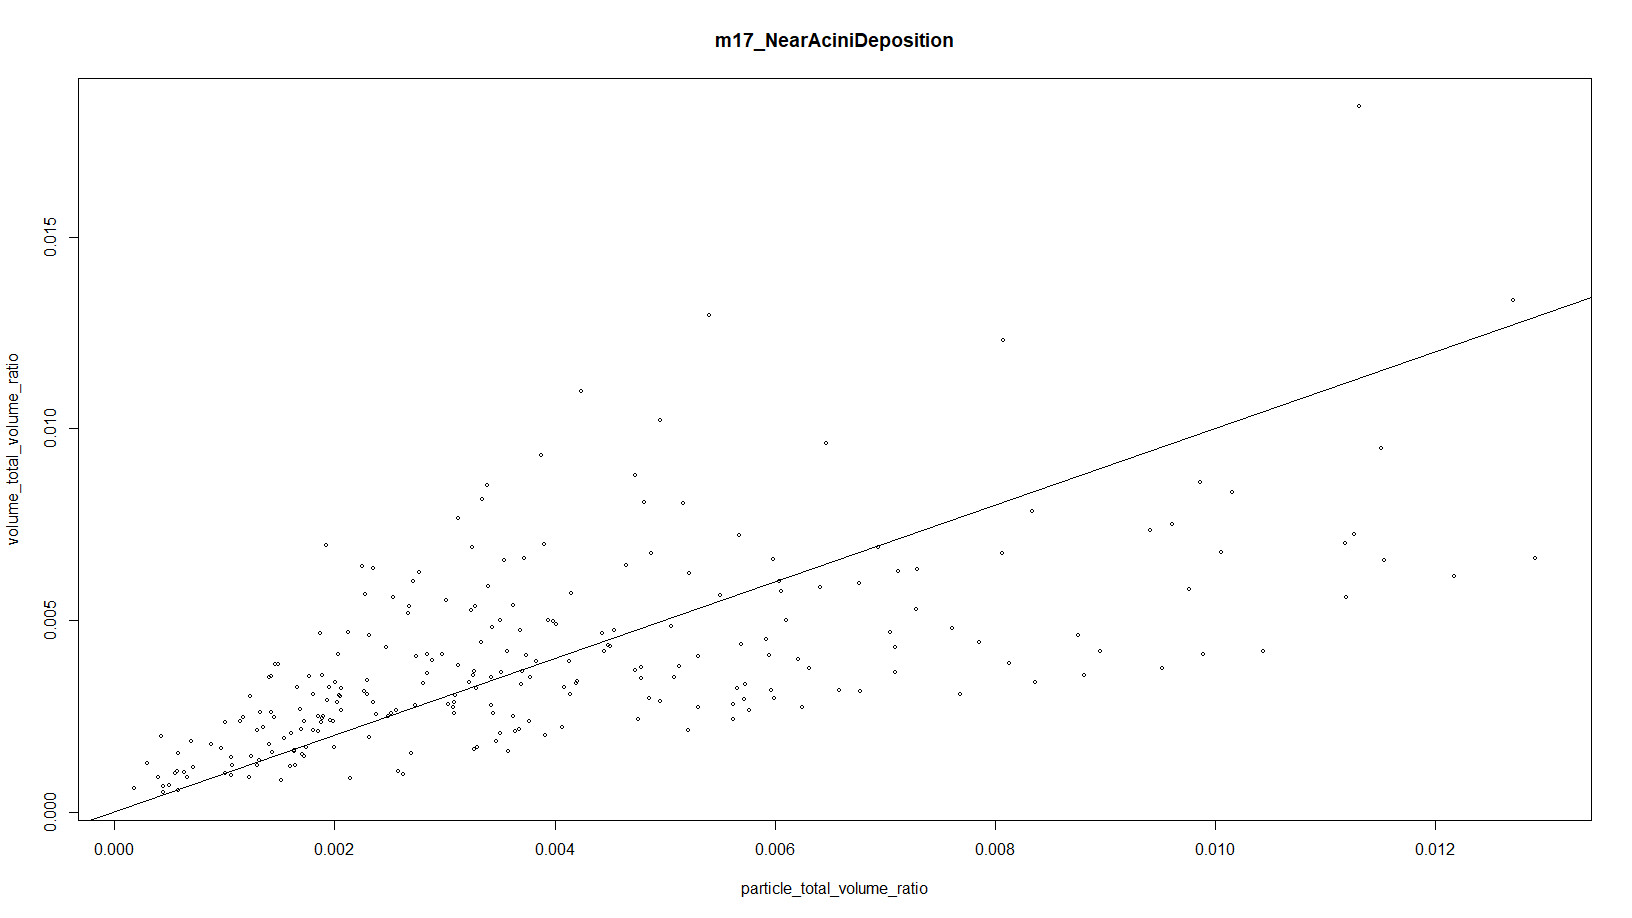 m17_NearAciniDeposition
volume_total_volume_ratio
0.015
0.010
0.005
0.000
0.000 0.002 0.004 0.006 0.008 0.010 0.012
particle_total_volume_ratio